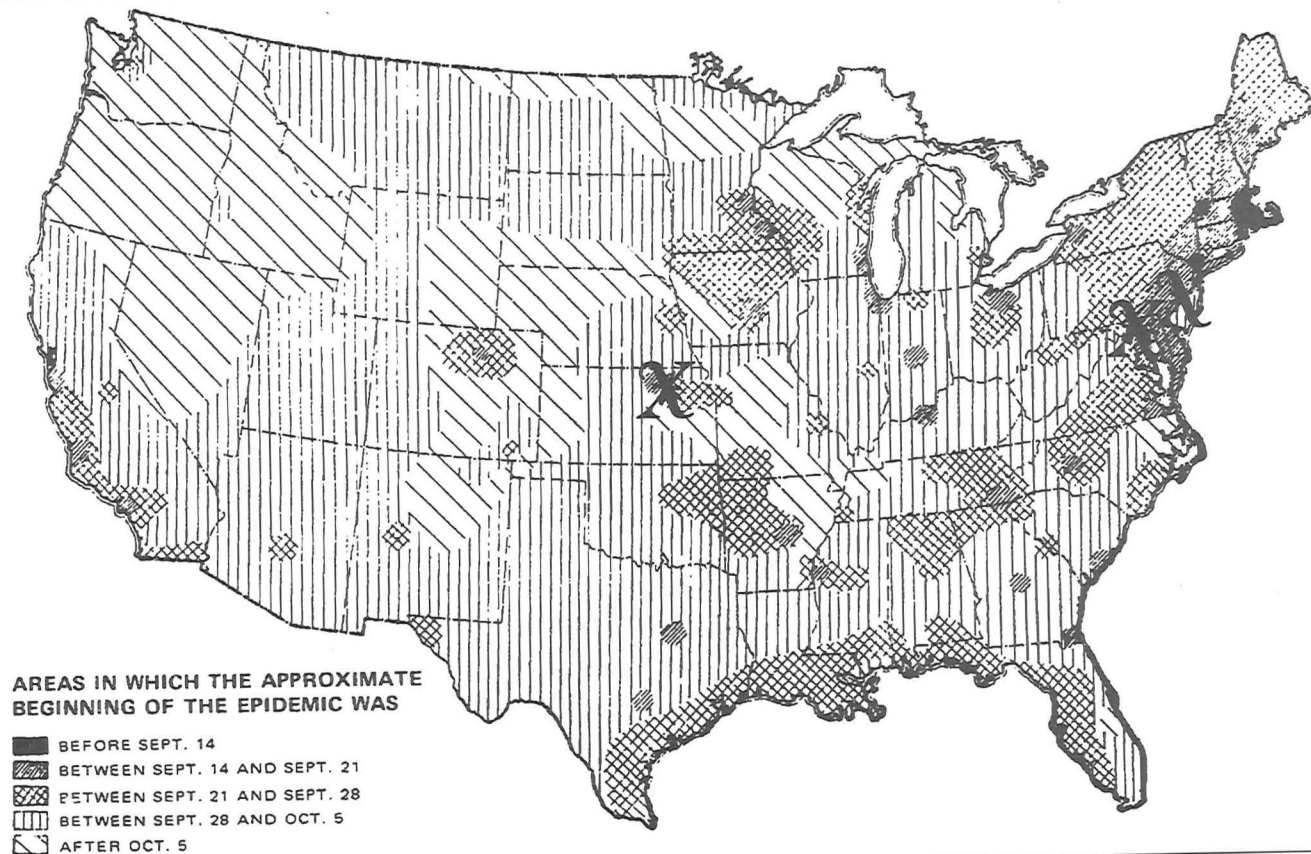 X
X
X
AREAS IN WHICH THE APPROXIMATE
BEGINNING OF THE EPIDEMIC WAS
BEFORE SEPT. 14
BETWEEN SEPT. 14 AND SEPT. 21
BETWEEN SEPT. 21 AND SEPT. 28
BETWEEN SEPT. 28 AND OCT. 5
AFTER OCT. 5